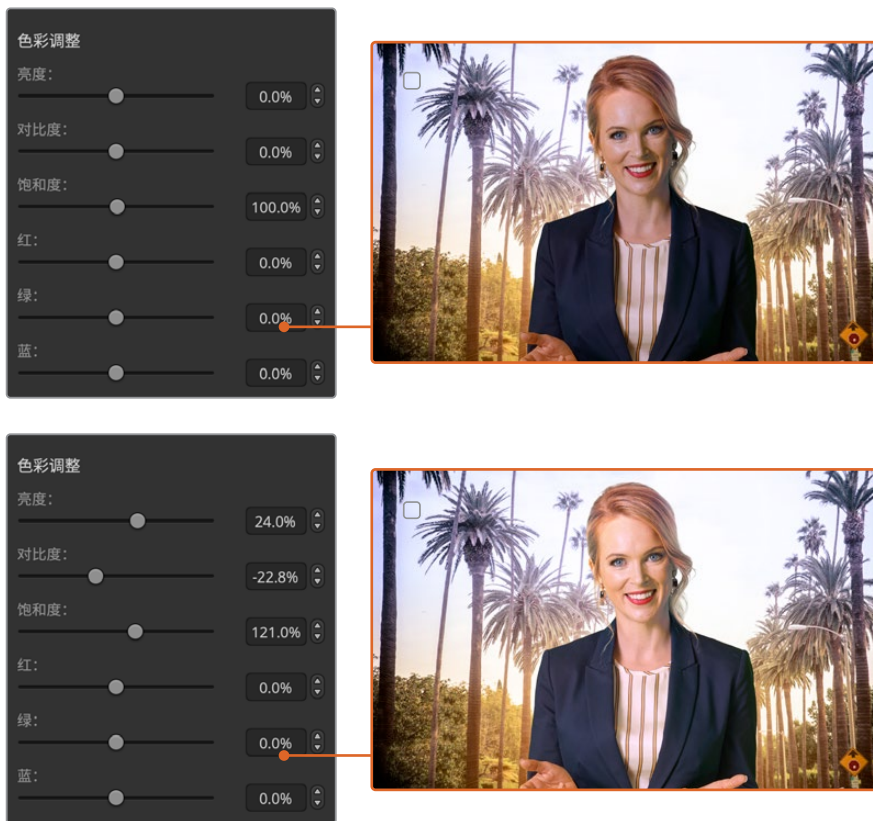 色彩调整
亮度：
0.0%
对比度：
0.0%
饱和度：
100.0%
红：
0.0%
绿：
0.0%
蓝：
0.0%
色彩调整
亮度：
24.0%
对比度：
-22.8%
饱和度：
121.0%
红：
0.0%
绿：
0.0%
蓝：
0.0%